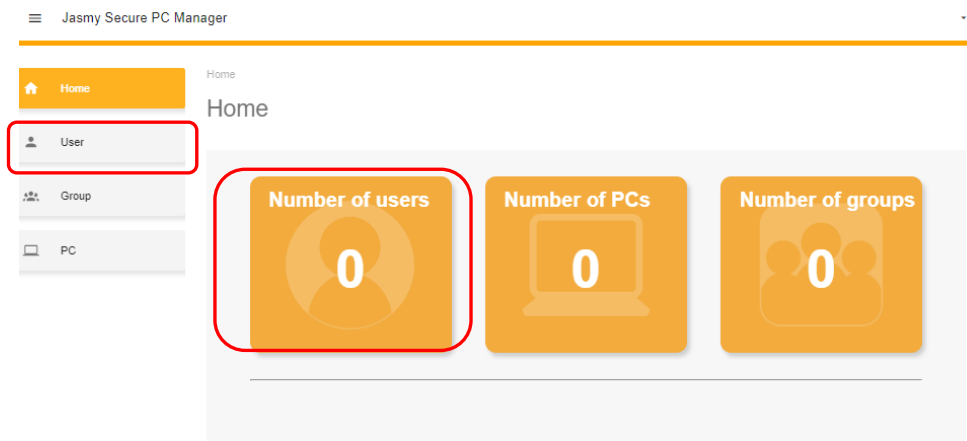 Jasmy Secure PC Manager
Home
User
Group
PC
Home
Home
Number of users
0
Number of PCs
0
Number of groups
0